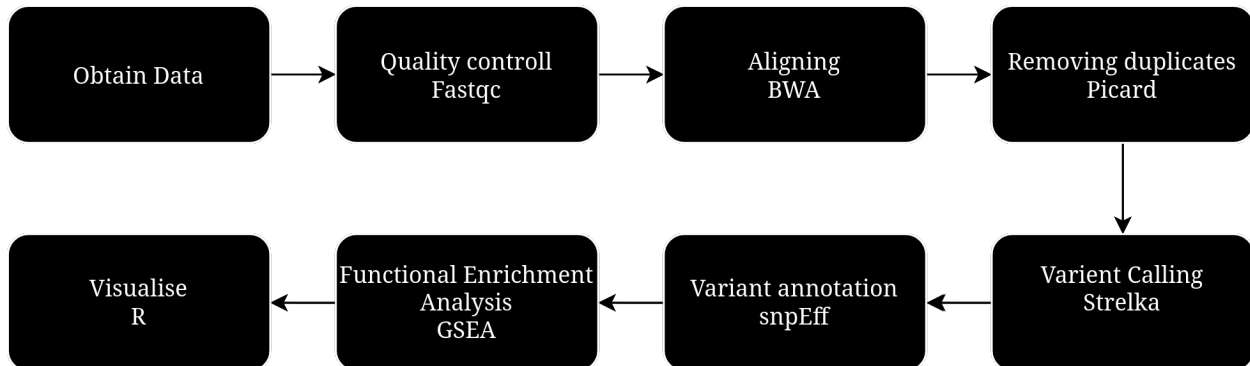 Obtain Data
Quality controll
Fastqc
Aligning
BWA
Removing duplicates
Picard
Varient Calling
Strelka
Variant annotation
snpEff
Functional Enrichment
Analysis
GSEA
Visualise
R